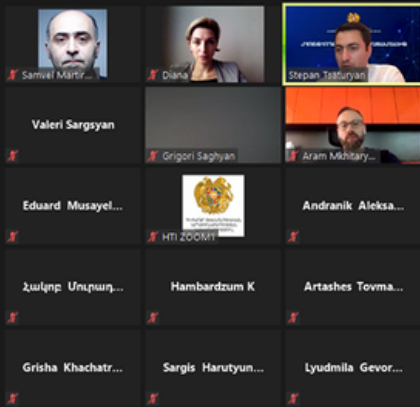 Samvel Martir...
Diana
Stepan Tsaturyan
Valeri Sargsyan
Grigori Saghyan
Aram Mkhitary...
Eduard Musayel...
HTI ZOOM1
Andranik Aleksa...
Հակոբ Մուրադ...
Hambardzum K
Artashes Tovma...
Grisha Khachatr...
Sargis Harutyun...
Lyudmila Gevor...